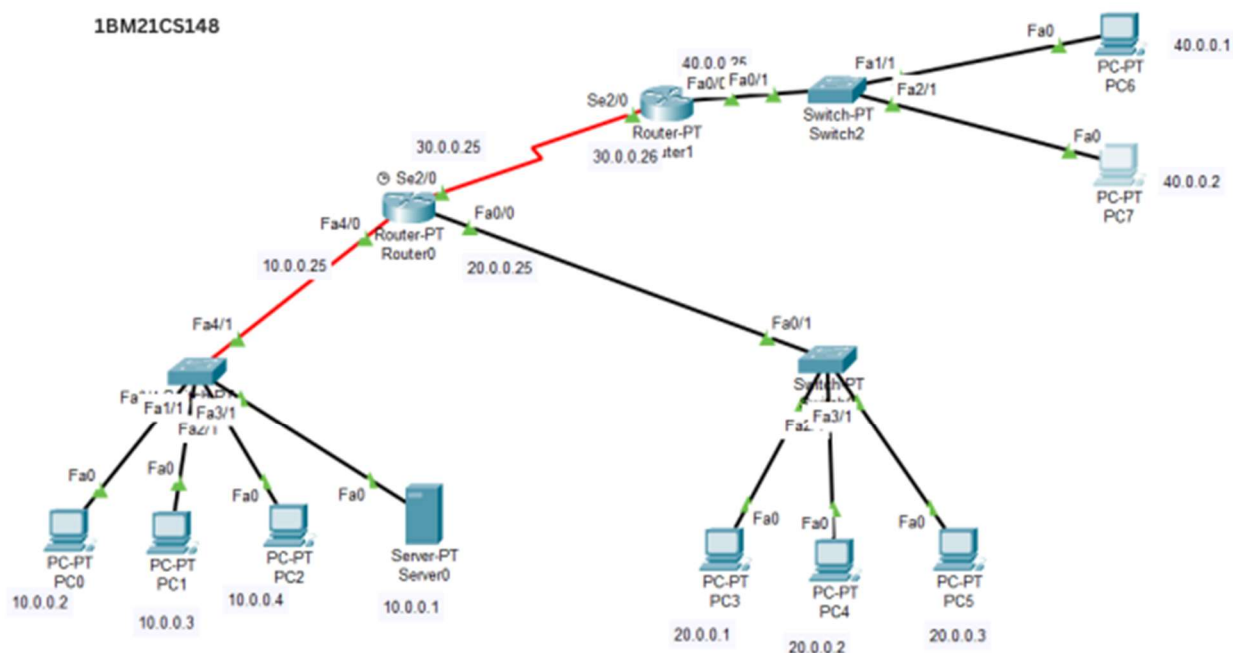 1BM21CS148
Fa0
40.0.0.1
PC-PT
PC6
40.0.0.25
Fa0/0
Fa0/1
Fa1/1
Fa2/1
Se2/0
Router-PT
30.0.0.26
Switch-PT
Switch2
Fa0
40.0.0.2
PC-PT
PC7
30.0.0.25
Se2/0
Fa4/0
Fa0/0
Router-PT
Router0
10.0.0.25
20.0.0.25
Fa4/1
Fa1/1
Fa2/1
Fa3/1
Fa0/1
Switch-PT
Fa3/1
Fa0
Fa0
Fa0
Fa0
PC-PT
PC0
10.0.0.2
PC-PT
PC1
10.0.0.3
PC-PT
PC2
10.0.0.4
Server-PT
Server0
10.0.0.1
Fa0
Fa0
Fa0
PC-PT
PC3
20.0.0.1
PC-PT
PC4
20.0.0.2
PC-PT
PC5
20.0.0.3